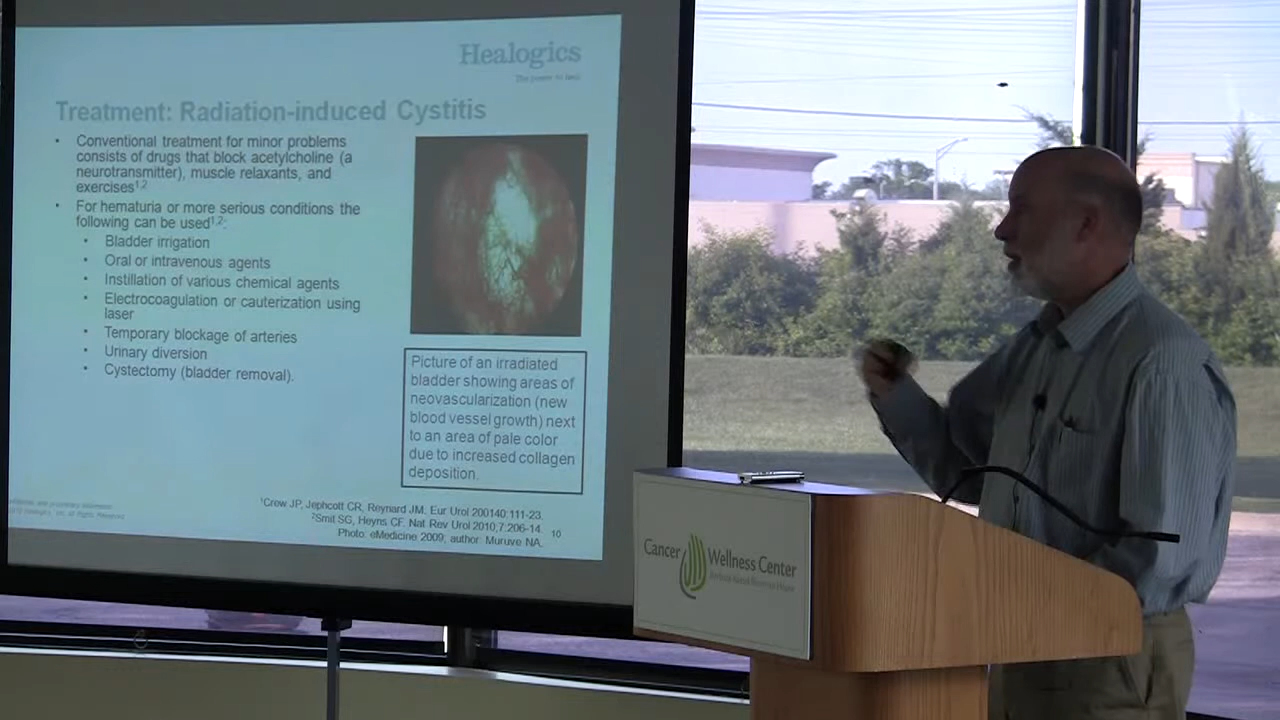 Healogics
Treatment: Radiation-induced Cystitis
• Conventional treatment for minor problems
consists of drugs that block acetylcholine (a
neurotransmitter), muscle relaxants, and
exercises1,2
• For hematuria or more serious conditions the
following can be used1,2:
• Bladder irrigation
• Oral or intravenous agents
• Instillation of various chemical agents
• Electrocoagulation or cauterization using
laser
• Temporary blockage of arteries
• Urinary diversion
• Cystectomy (bladder removal).
Picture of an irradiated
bladder showing areas of
neovascularization (new
blood vessel growth) next
to an area of pale color
due to increased collagen
deposition.
1Crew JP, Jephcott CR, Reynard JM. Eur Urol 200140:111-23.
2Smit SG, Heyns CF. Nat Rev Urol 2010;7:206-14.
Photo: eMedicine 2009; author: Muruve NA.
10
Cancer Wellness Center